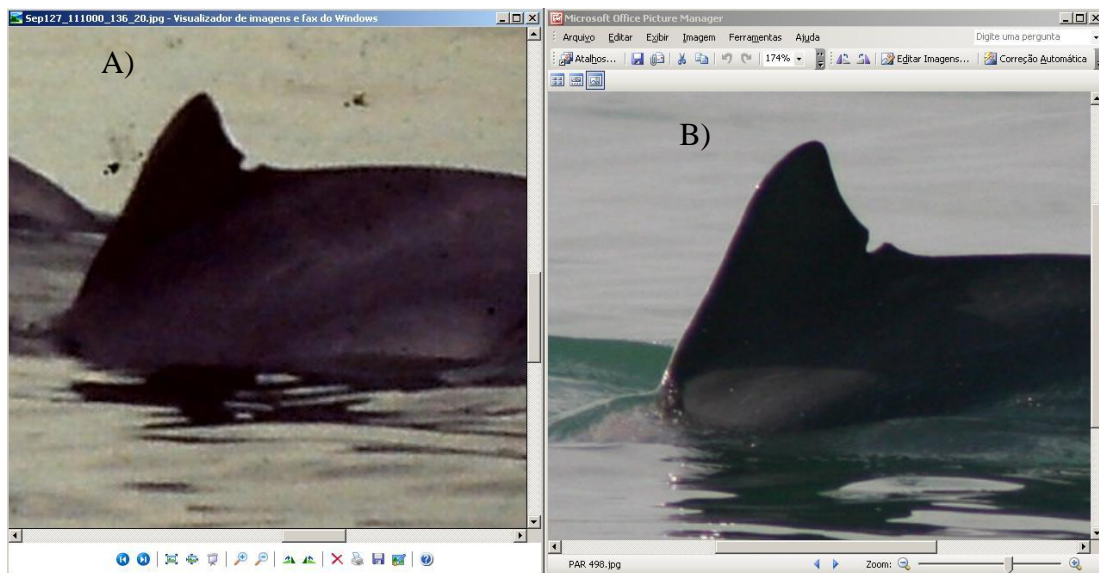 Sep127_111000_136_20.jpg - Visualizador de imagens e fax do Windows
A)
Microsoft Office Picture Manager
Arquivo Editar Exibir Imagem Ferramentas Ajuda
Digite uma pergunta
Atalhos... 174% Editar Imagens... Correção Automática
B)
PAR 498.jpg
Zoom: